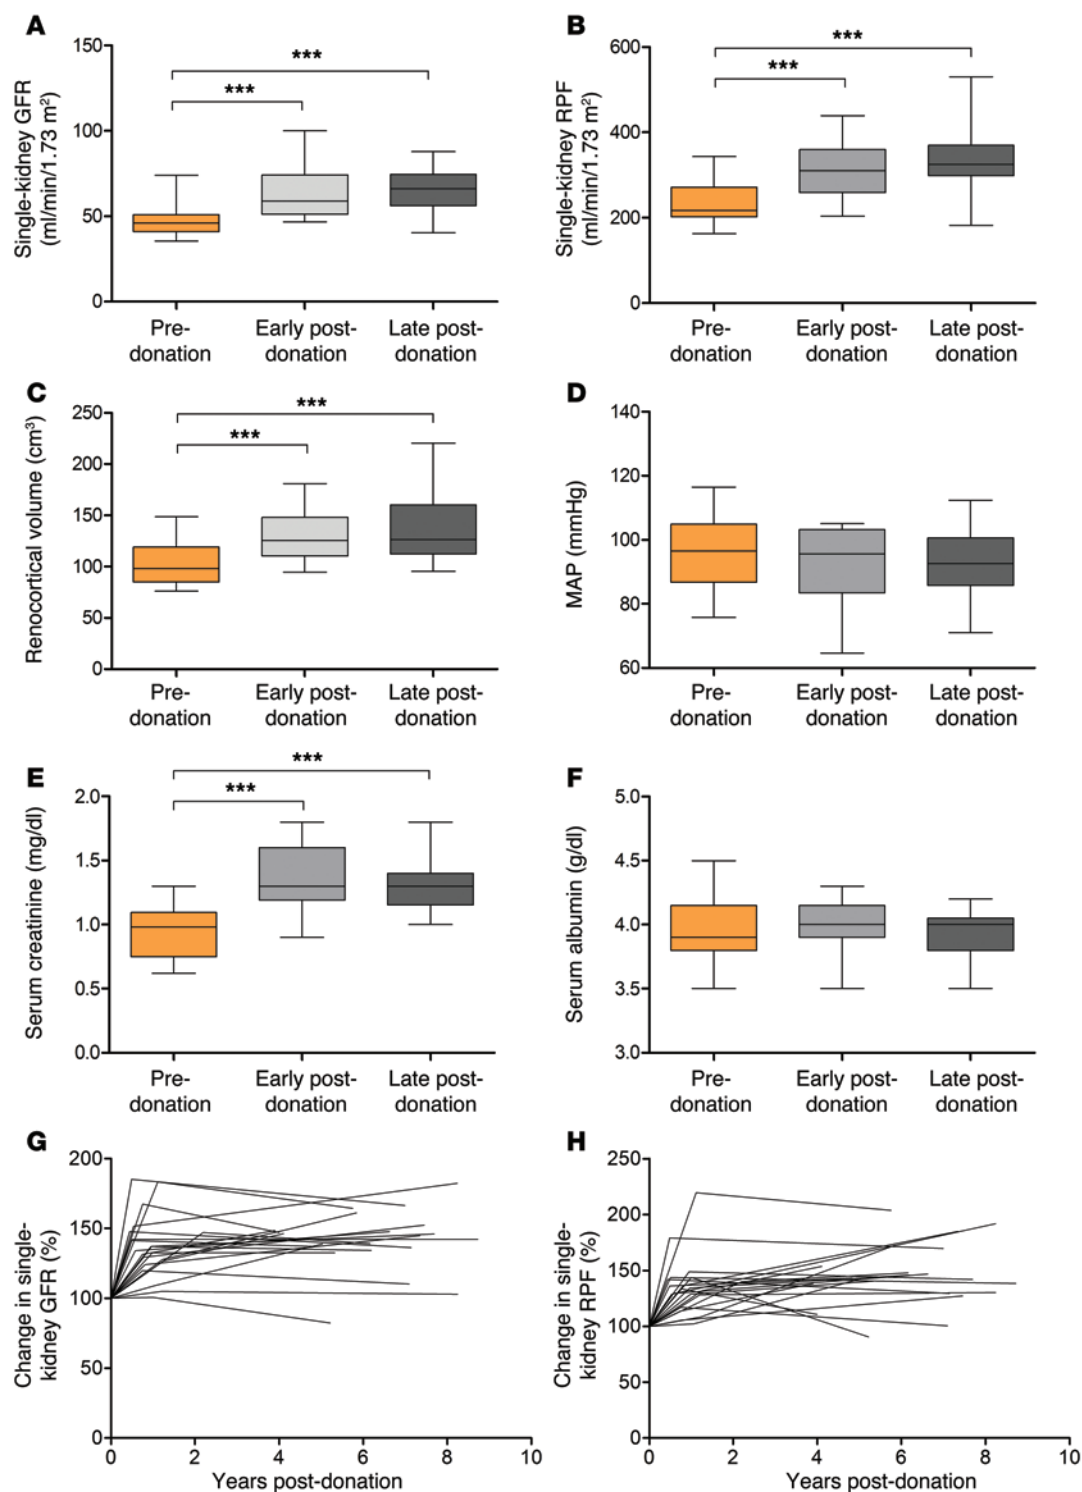 A
Single-kidney GFR
(ml/min/1.73 m²)
150
100
50
0
***
***
Pre-
donation
Early post-
donation
Late post-
donation
B
Single-kidney RPF
(ml/min/1.73 m²)
600
400
200
0
***
***
Pre-
donation
Early post-
donation
Late post-
donation
C
Renocortical volume (cm³)
250
200
150
100
50
0
***
***
Pre-
donation
Early post-
donation
Late post-
donation
D
MAP (mmHg)
140
120
100
80
60
Pre-
donation
Early post-
donation
Late post-
donation
E
Serum creatinine (mg/dl)
2.0
1.5
1.0
0.5
0.0
***
***
Pre-
donation
Early post-
donation
Late post-
donation
F
Serum albumin (g/dl)
5.0
4.5
4.0
3.5
3.0
Pre-
donation
Early post-
donation
Late post-
donation
G
Change in single-
kidney GFR (%)
200
150
100
50
0
0 2 4 6 8 10
Years post-donation
H
Change in single-
kidney RPF (%)
250
200
150
100
50
0
0 2 4 6 8 10
Years post-donation